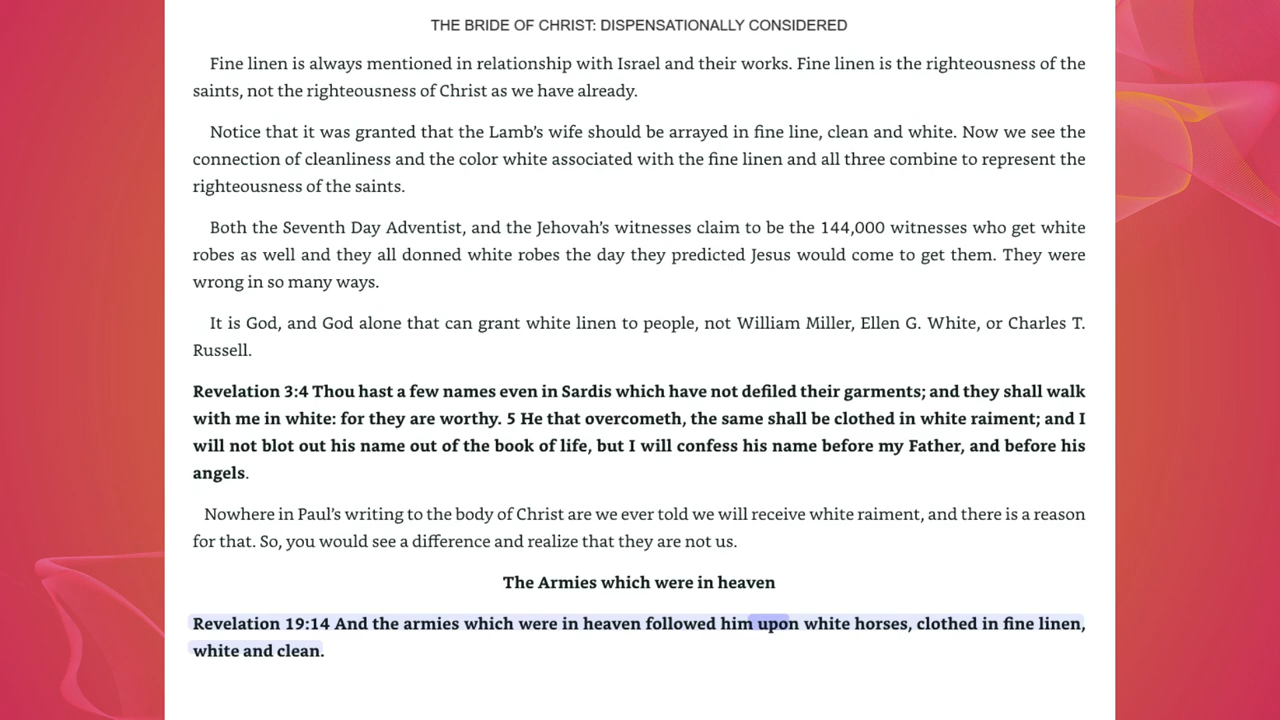 THE BRIDE OF CHRIST: DISPENSATIONALLY CONSIDERED
Fine linen is always mentioned in relationship with Israel and their works. Fine linen is the righteousness of the
saints, not the righteousness of Christ as we have already.
Notice that it was granted that the Lamb's wife should be arrayed in fine line, clean and white. Now we see the
connection of cleanliness and the color white associated with the fine linen and all three combine to represent the
righteousness of the saints.
Both the Seventh Day Adventist, and the Jehovah's witnesses claim to be the 144,000 witnesses who get white
robes as well and they all donned white robes the day they predicted Jesus would come to get them. They were
wrong in so many ways.
It is God, and God alone that can grant white linen to people, not William Miller, Ellen G. White, or Charles T.
Russell.
Revelation 3:4 Thou hast a few names even in Sardis which have not defiled their garments; and they shall walk
with me in white: for they are worthy. 5 He that overcometh, the same shall be clothed in white raiment; and I
will not blot out his name out of the book of life, but I will confess his name before my Father, and before his
angels.
Nowhere in Paul's writing to the body of Christ are we ever told we will receive white raiment, and there is a reason
for that. So, you would see a difference and realize that they are not us.
The Armies which were in heaven
Revelation 19:14 And the armies which were in heaven followed him upon white horses, clothed in fine linen,
white and clean.